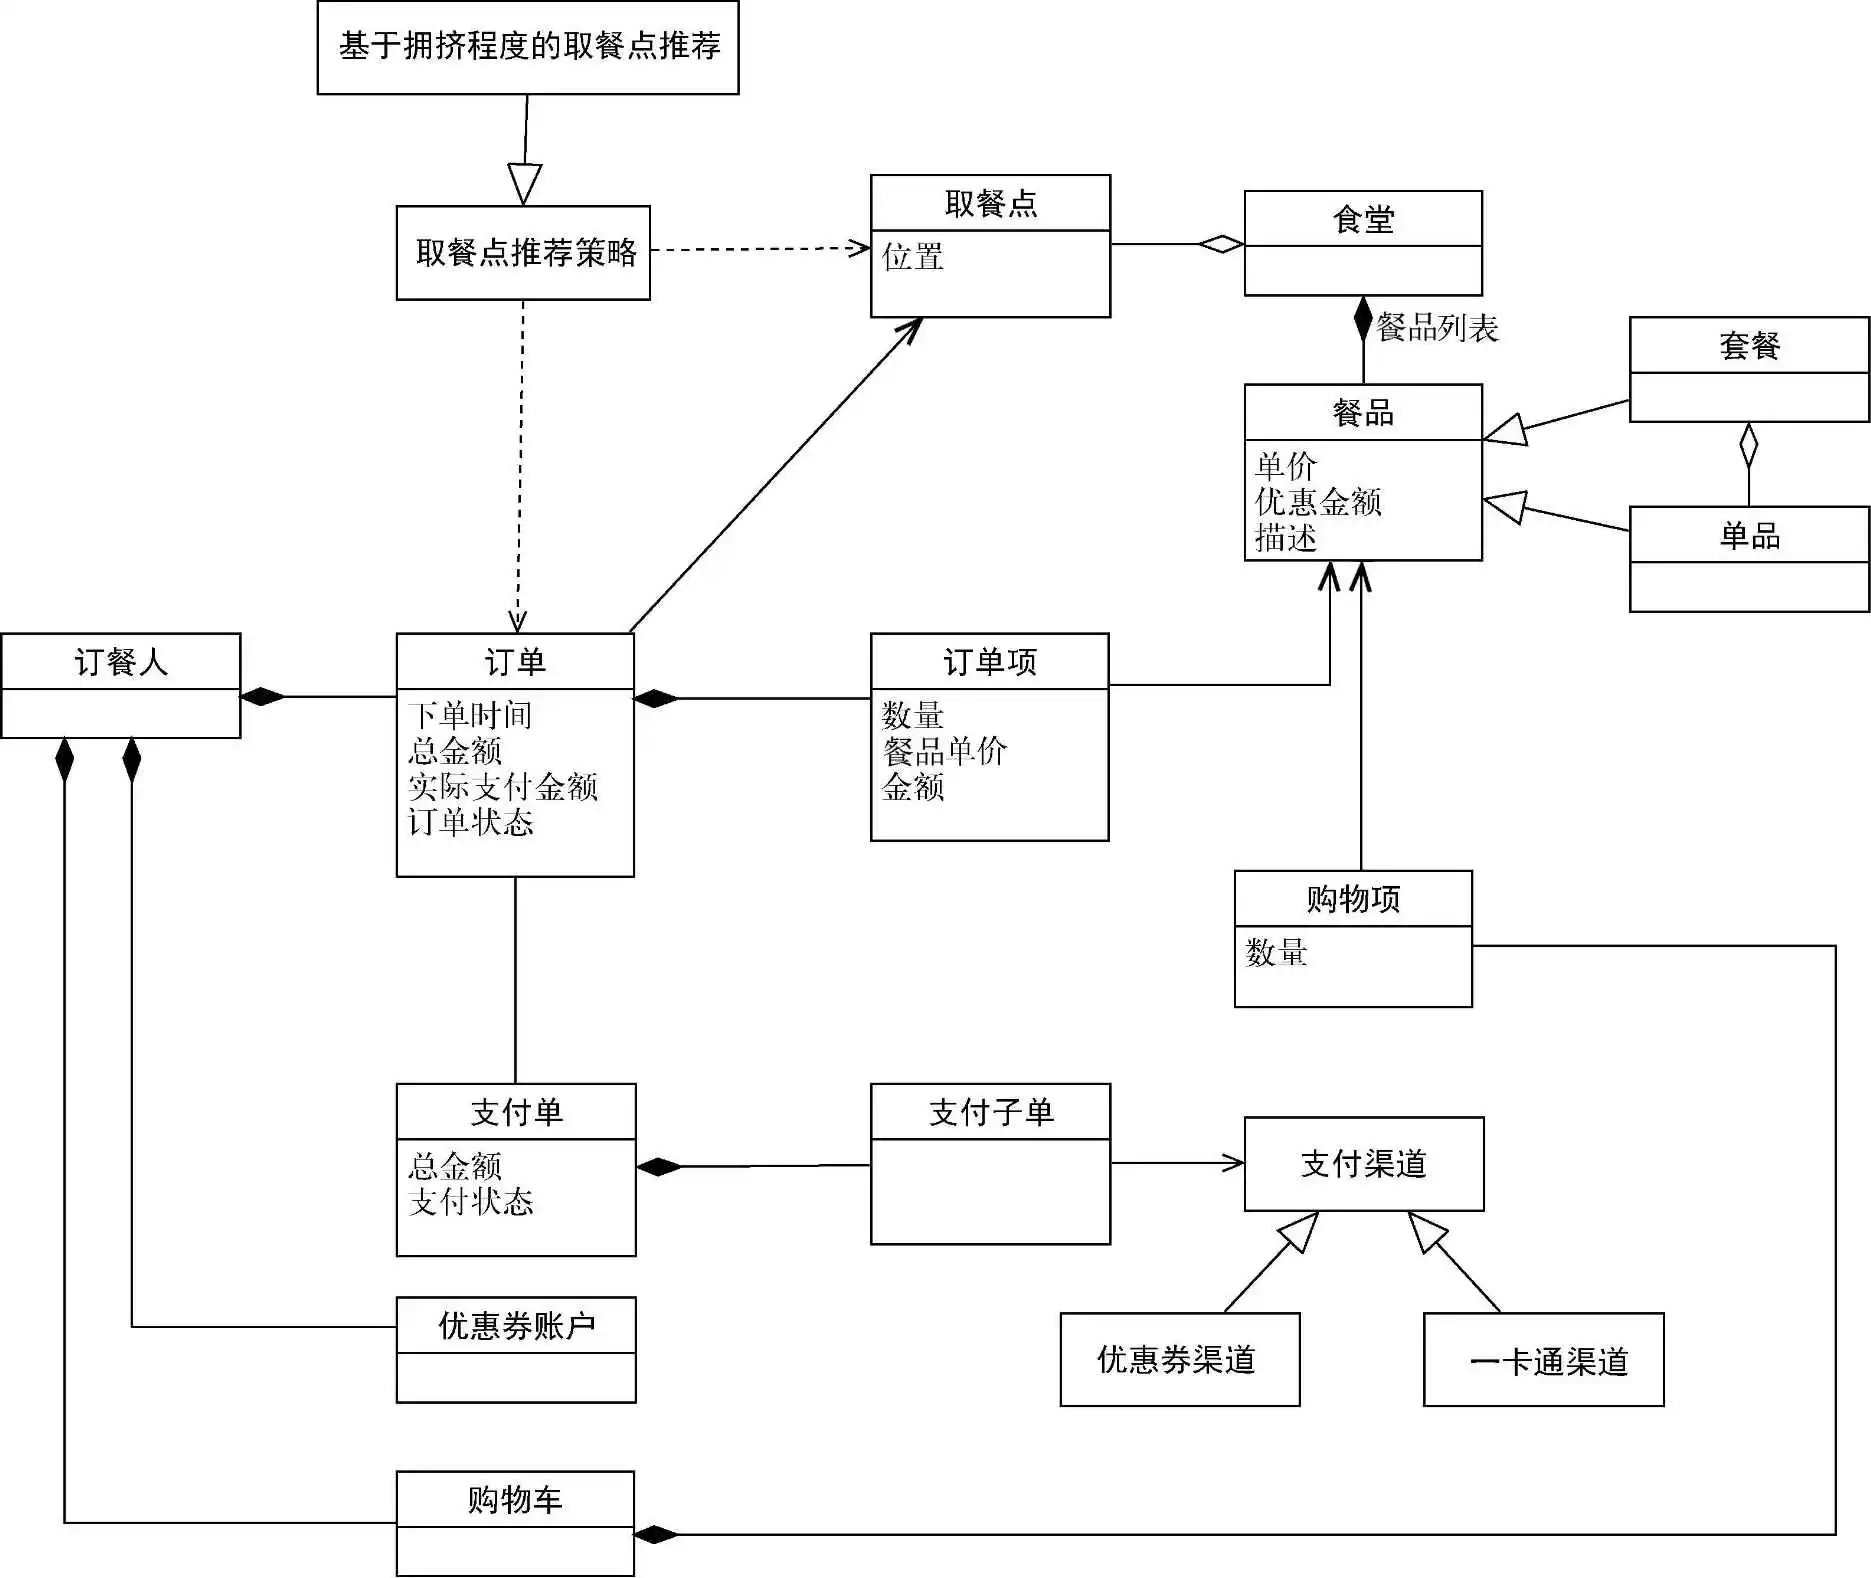 基于拥挤程度的取餐点推荐
取餐点推荐策略
取餐点
位置
食堂
餐品列表
套餐
餐品
单价
优惠金额
描述
单品
订餐人
订单
下单时间
总金额
实际支付金额
订单状态
订单项
数量
餐品单价
金额
购物项
数量
支付单
总金额
支付状态
支付子单
支付渠道
优惠券账户
优惠券渠道
一卡通渠道
购物车